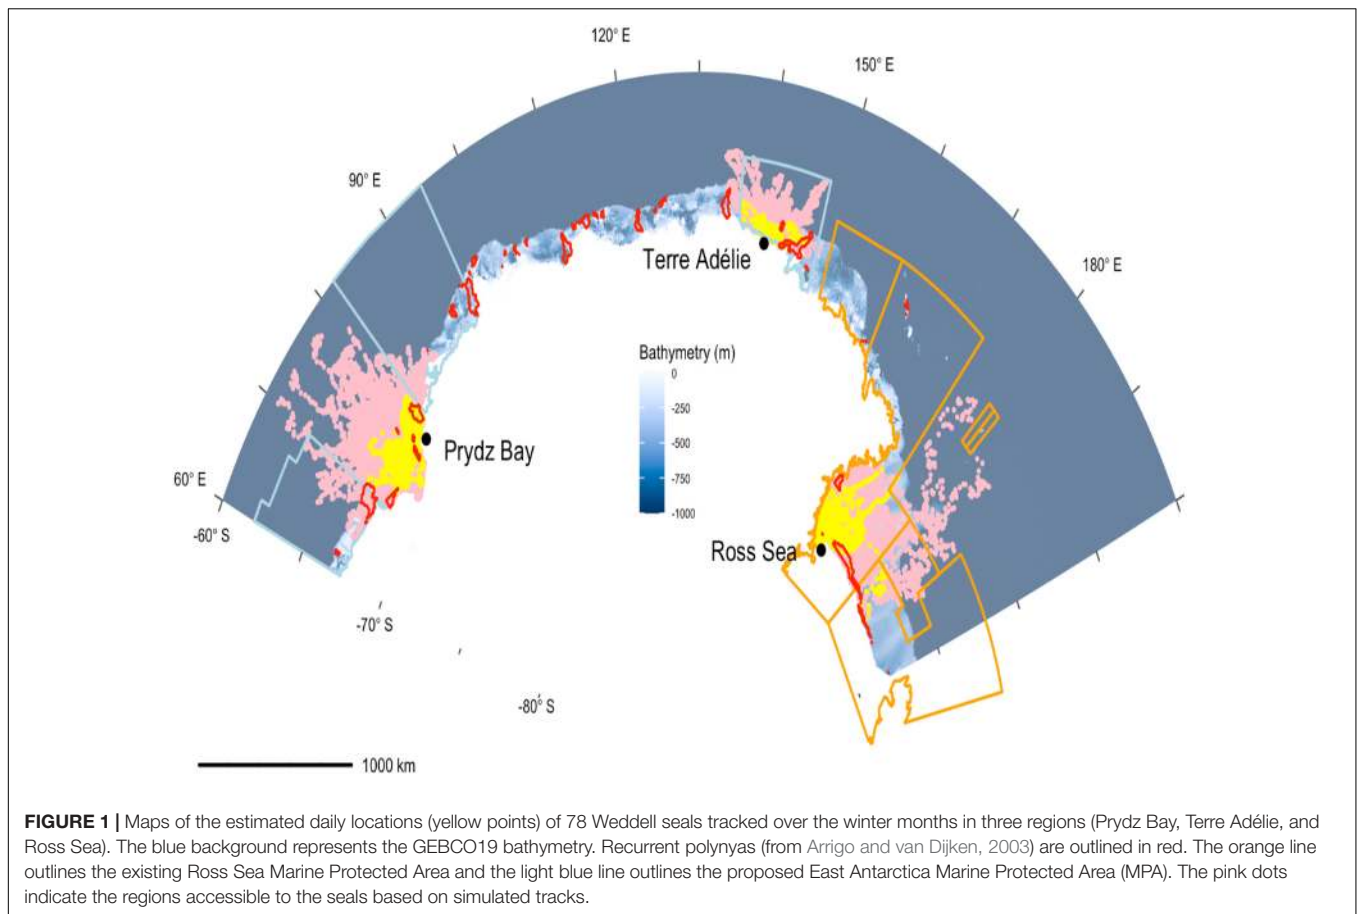 120° E
150° E
90° E
180° E
Terre Adélie
Bathymetry (m)
0
-250
-500
-750
-1000
Prydz Bay
60° E
-60° S
Ross Sea
-70° S
-80° S
1000 km
FIGURE 1 | Maps of the estimated daily locations (yellow points) of 78 Weddell seals tracked over the winter months in three regions (Prydz Bay, Terre Adélie, and
Ross Sea). The blue background represents the GEBCO19 bathymetry. Recurrent polynyas (from Arrigo and van Dijken, 2003) are outlined in red. The orange line
outlines the existing Ross Sea Marine Protected Area and the light blue line outlines the proposed East Antarctica Marine Protected Area (MPA). The pink dots
indicate the regions accessible to the seals based on simulated tracks.